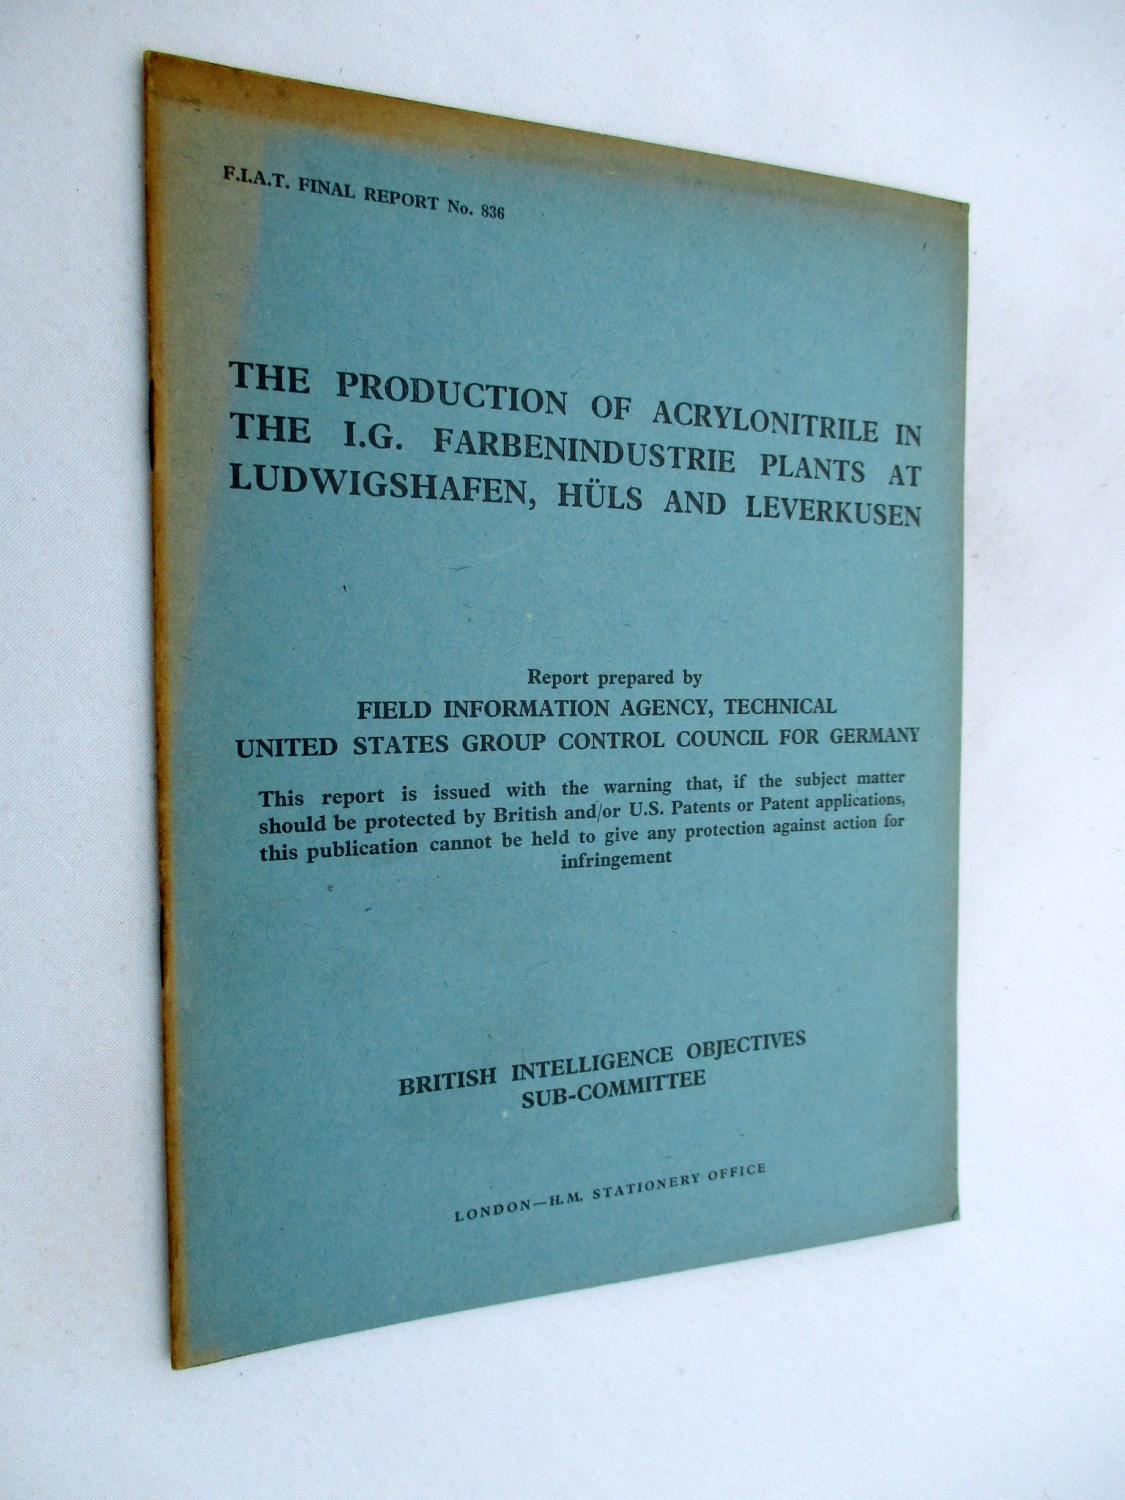 F.I.A.T. FINAL REPORT No. 836
THE PRODUCTION OF ACRYLONITRILE IN
THE I.G. FARBENINDUSTRIE PLANTS AT
LUDWIGSHAFEN, HÜLS AND LEVERKUSEN
Report prepared by
FIELD INFORMATION AGENCY, TECHNICAL
UNITED STATES GROUP CONTROL COUNCIL FOR GERMANY
This report is issued with the warning that, if the subject matter
should be protected by British and/or U.S. Patents or Patent applications,
this publication cannot be held to give any protection against action for
infringement
BRITISH INTELLIGENCE OBJECTIVES
SUB-COMMITTEE
LONDON—H.M. STATIONERY OFFICE